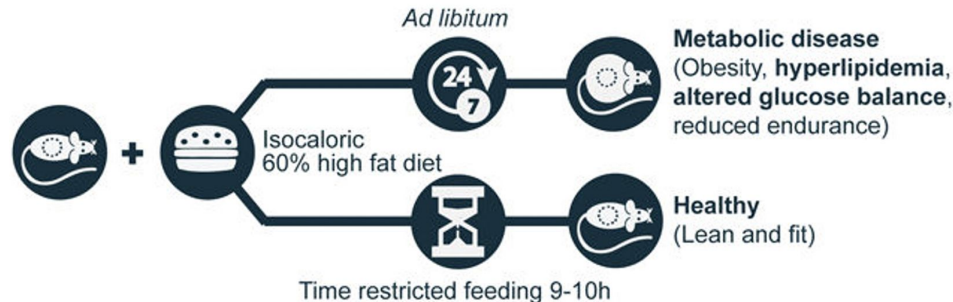 Ad libitum
24
7
Metabolic disease
(Obesity, hyperlipidemia,
altered glucose balance,
reduced endurance)
Isocaloric
60% high fat diet
Healthy
(Lean and fit)
Time restricted feeding 9-10h